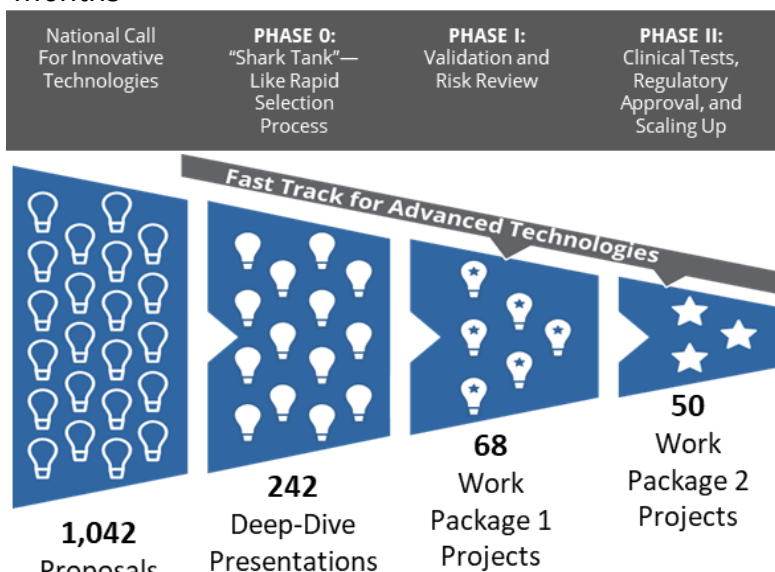 months
National Call
For Innovative
Technologies
PHASE 0:
“Shark Tank”—
Like Rapid
Selection
Process
PHASE I:
Validation and
Risk Review
PHASE II:
Clinical Tests,
Regulatory
Approval, and
Scaling Up
Fast Track for Advanced Technologies
1,042
Proposals
242
Deep-Dive
Presentations
68
Work
Package 1
Projects
50
Work
Package 2
Projects